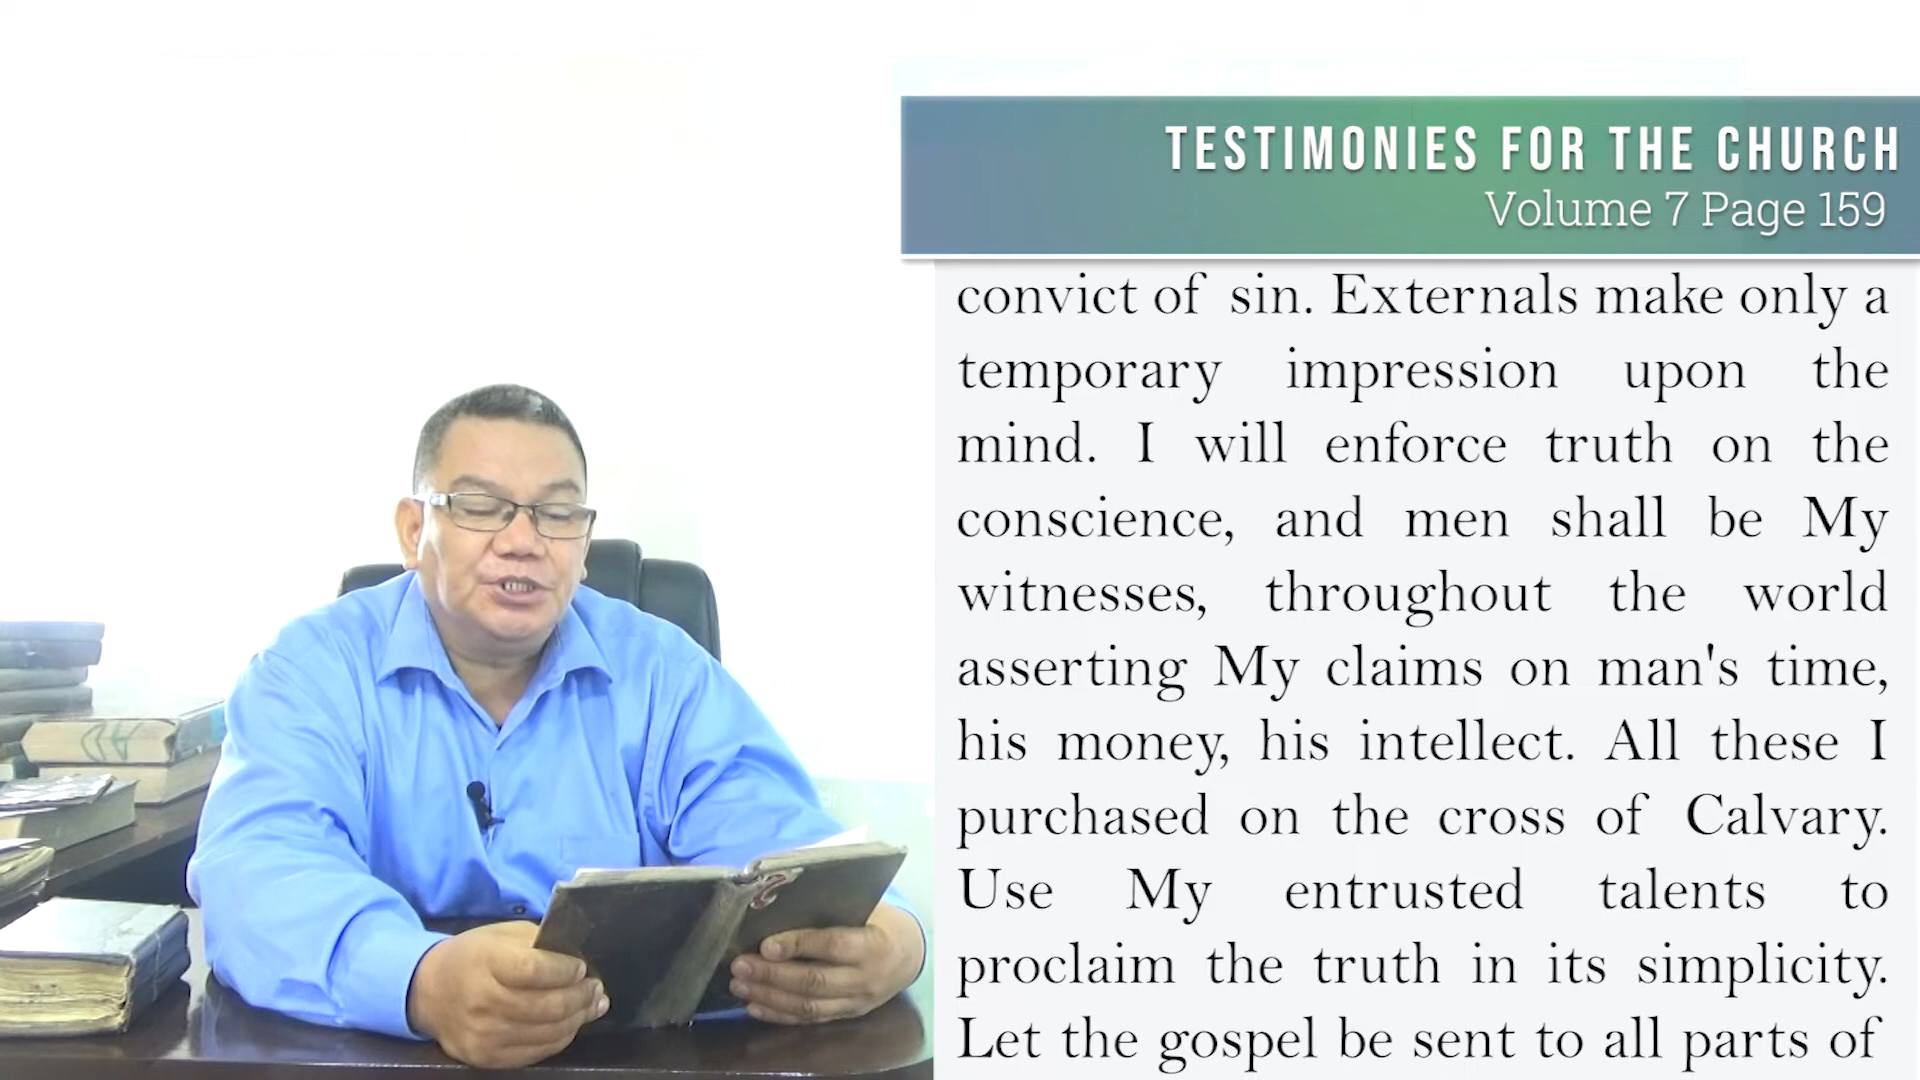 TESTIMONIES FOR THE CHURCH
Volume 7 Page 159
convict of sin. Externals make only a
temporary impression upon the
mind. I will enforce truth on the
conscience, and men shall be My
witnesses, throughout the world
asserting My claims on man's time,
his money, his intellect. All these I
purchased on the cross of Calvary.
Use My entrusted talents to
proclaim the truth in its simplicity.
Let the gospel be sent to all parts of